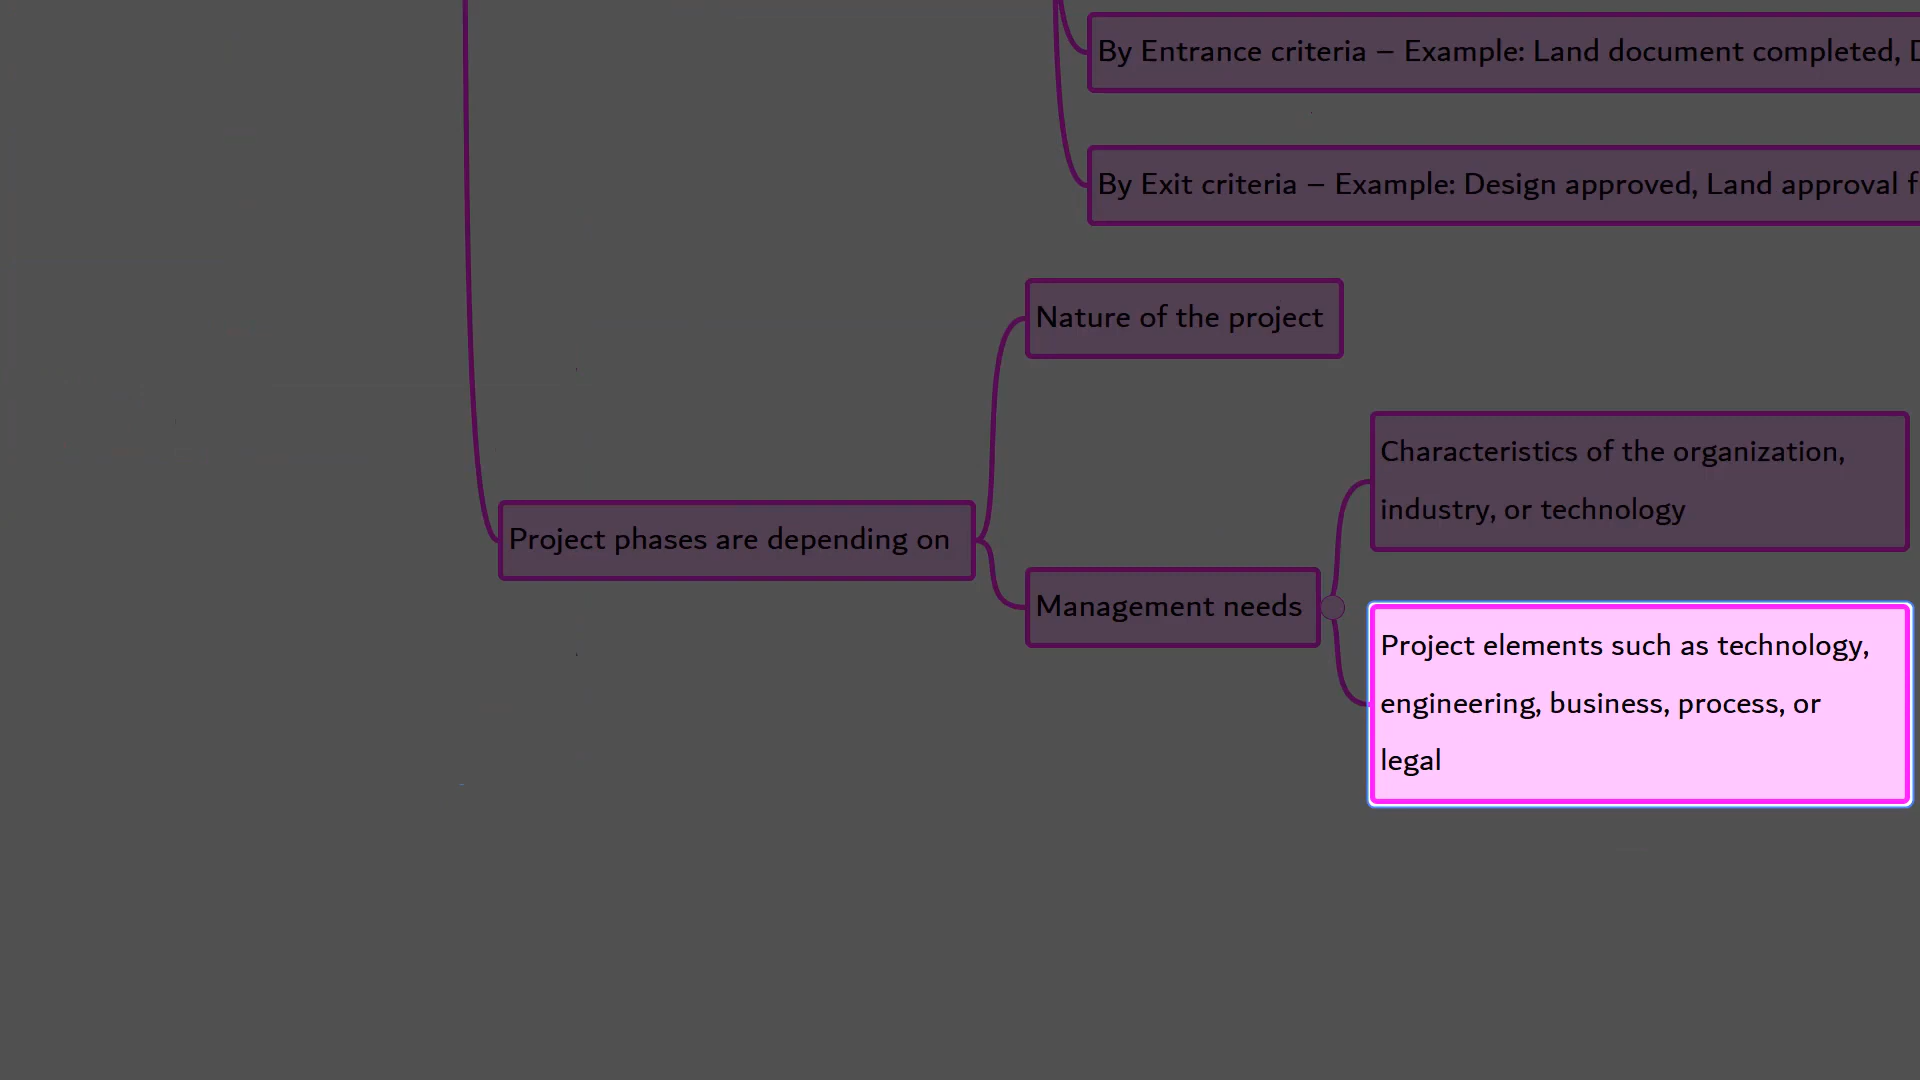 By Entrance criteria – Example: Land document completed,
By Exit criteria – Example: Design approved, Land approval
Nature of the project
Characteristics of the organization,
industry, or technology
Project phases are depending on
Management needs
Project elements such as technology,
engineering, business, process, or
legal